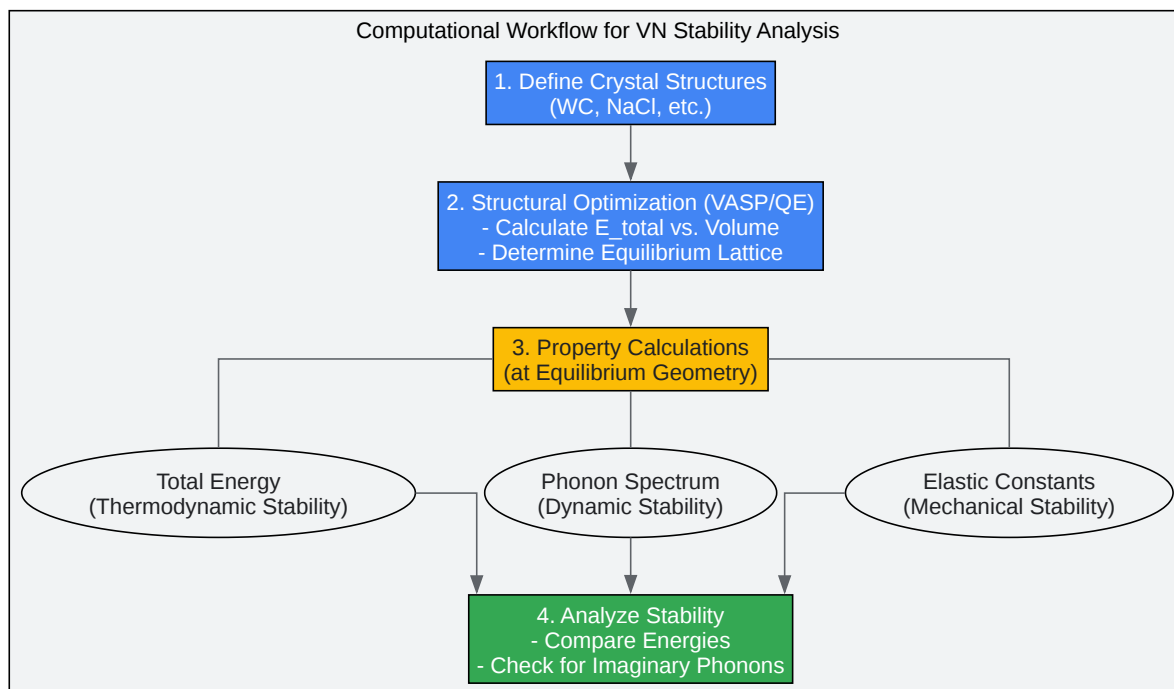 Computational Workflow for VN Stability Analysis
1. Define Crystal Structures
(WC, NaCl, etc.)
2. Structural Optimization (VASP/QE)
- Calculate E_total vs. Volume
- Determine Equilibrium Lattice
3. Property Calculations
(at Equilibrium Geometry)
Total Energy
(Thermodynamic Stability)
Phonon Spectrum
(Dynamic Stability)
Elastic Constants
(Mechanical Stability)
4. Analyze Stability
- Compare Energies
- Check for Imaginary Phonons